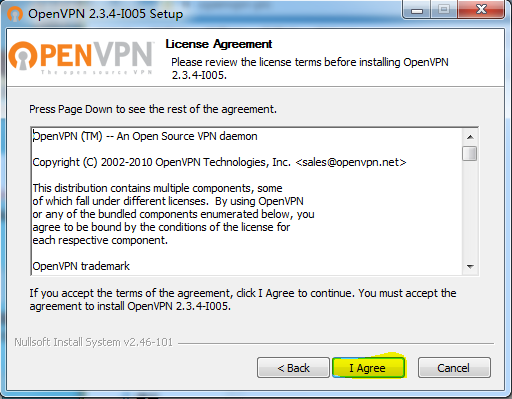 OpenVPN 2.3.4-I005 Setup
OPENVPN
The open source VPN
License Agreement
Please review the license terms before installing OpenVPN
2.3.4-I005.
Press Page Down to see the rest of the agreement.
OpenVPN (TM) -- An Open Source VPN daemon
Copyright (C) 2002-2010 OpenVPN Technologies, Inc. <sales@openvpn.net>
This distribution contains multiple components, some
of which fall under different licenses.  By using OpenVPN
or any of the bundled components enumerated below, you
agree to be bound by the conditions of the license for
each respective component.
OpenVPN trademark
If you accept the terms of the agreement, click I Agree to continue. You must accept the
agreement to install OpenVPN 2.3.4-I005.
Nullsoft Install System v2.46-101
< Back
I Agree
Cancel